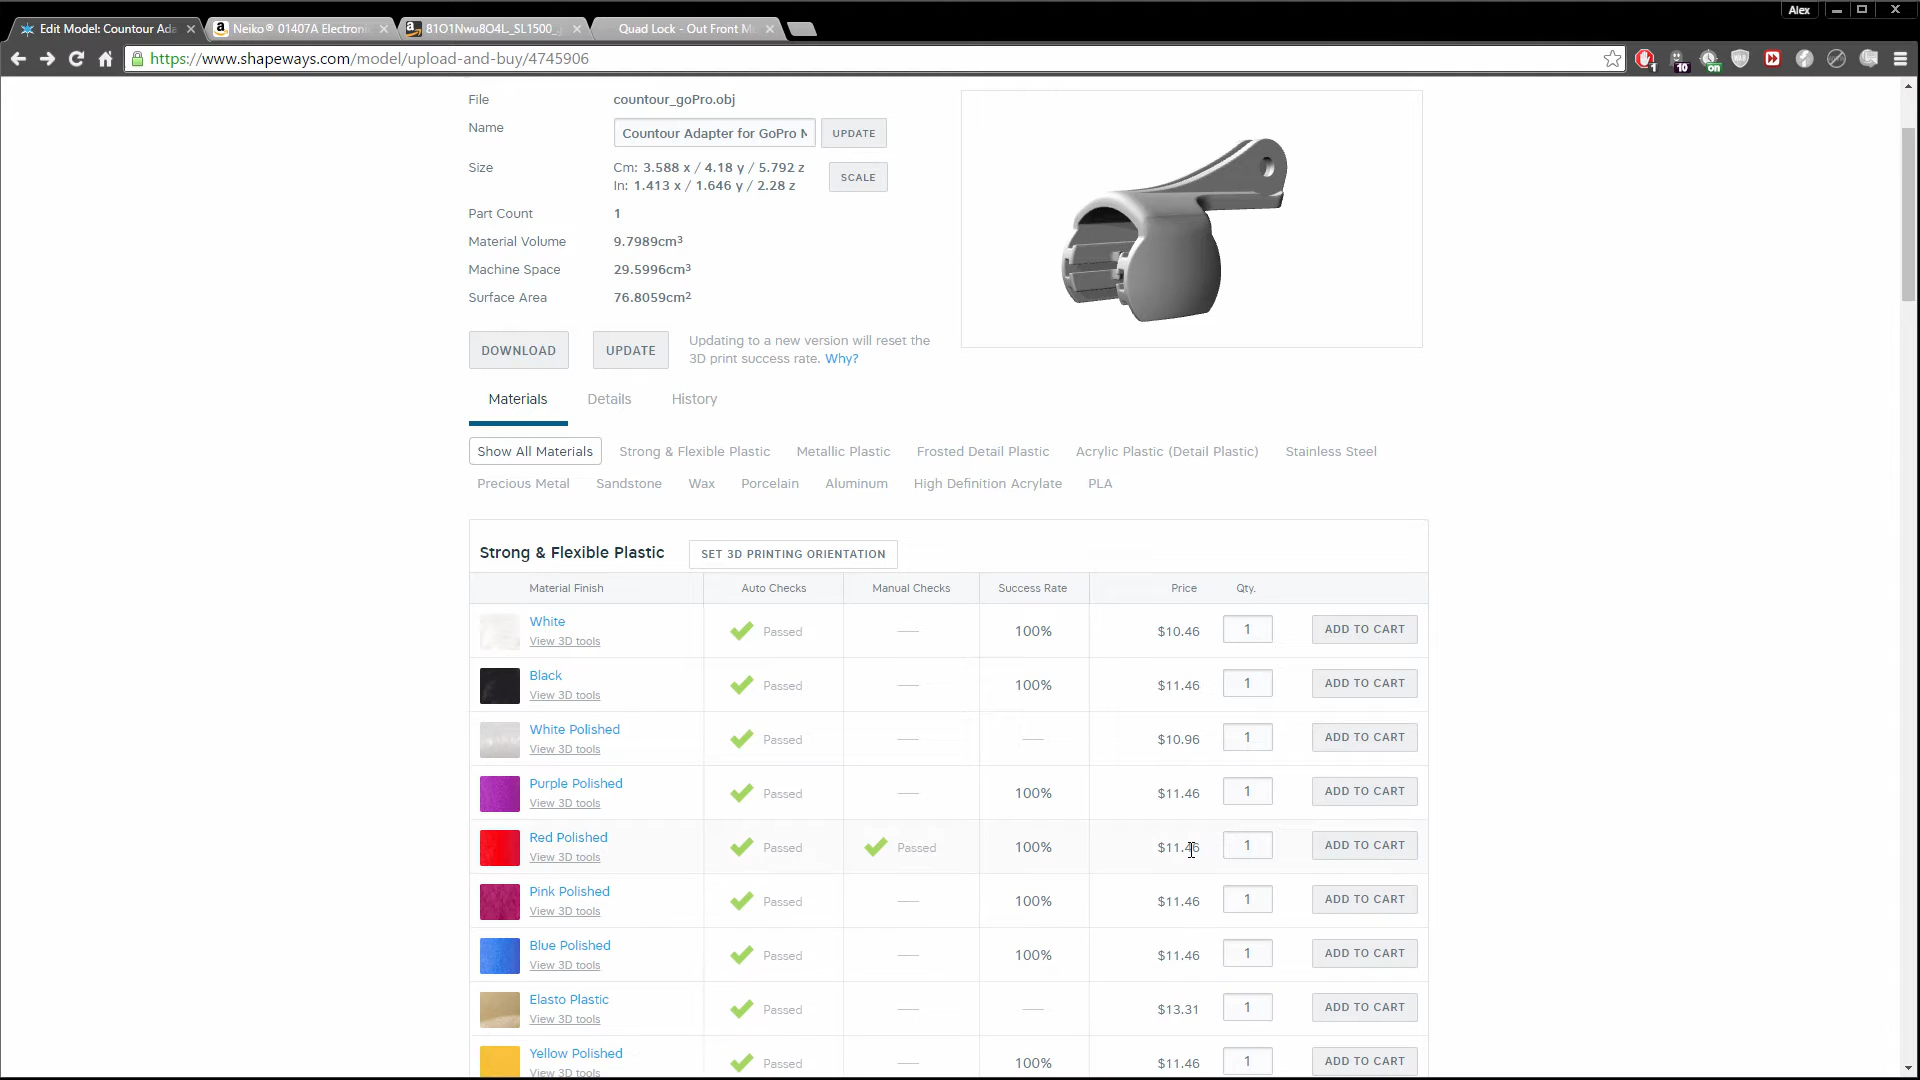 Alex
Edit Model: Countour Ada
Neiko® 01407A Electroni
81O1Nwu8O4L._SL1500_
Quad Lock - Out Front M
https://www.shapeways.com/model/upload-and-buy/4745906
1
10
on
File countour_goPro.obj
Name Countour Adapter for GoPro M UPDATE
Size Cm: 3.588 x / 4.18 y / 5.792 z
In: 1.413 x / 1.646 y / 2.28 z
SCALE
Part Count 1
Material Volume 9.7989cm³
Machine Space 29.5996cm³
Surface Area 76.8059cm²
DOWNLOAD UPDATE
Updating to a new version will reset the
3D print success rate. Why?
Materials Details History
Show All Materials Strong & Flexible Plastic Metallic Plastic Frosted Detail Plastic Acrylic Plastic (Detail Plastic) Stainless Steel
Precious Metal Sandstone Wax Porcelain Aluminum High Definition Acrylate PLA
Strong & Flexible Plastic SET 3D PRINTING ORIENTATION
Material Finish Auto Checks Manual Checks Success Rate Price Qty.
White
View 3D tools
Passed 100% $10.46 1 ADD TO CART
Black
View 3D tools
Passed 100% $11.46 1 ADD TO CART
White Polished
View 3D tools
Passed $10.96 1 ADD TO CART
Purple Polished
View 3D tools
Passed 100% $11.46 1 ADD TO CART
Red Polished
View 3D tools
Passed Passed 100% $11.46 1 ADD TO CART
Pink Polished
View 3D tools
Passed 100% $11.46 1 ADD TO CART
Blue Polished
View 3D tools
Passed 100% $11.46 1 ADD TO CART
Elasto Plastic
View 3D tools
Passed $13.31 1 ADD TO CART
Yellow Polished
View 3D tools
Passed 100% $11.46 1 ADD TO CART